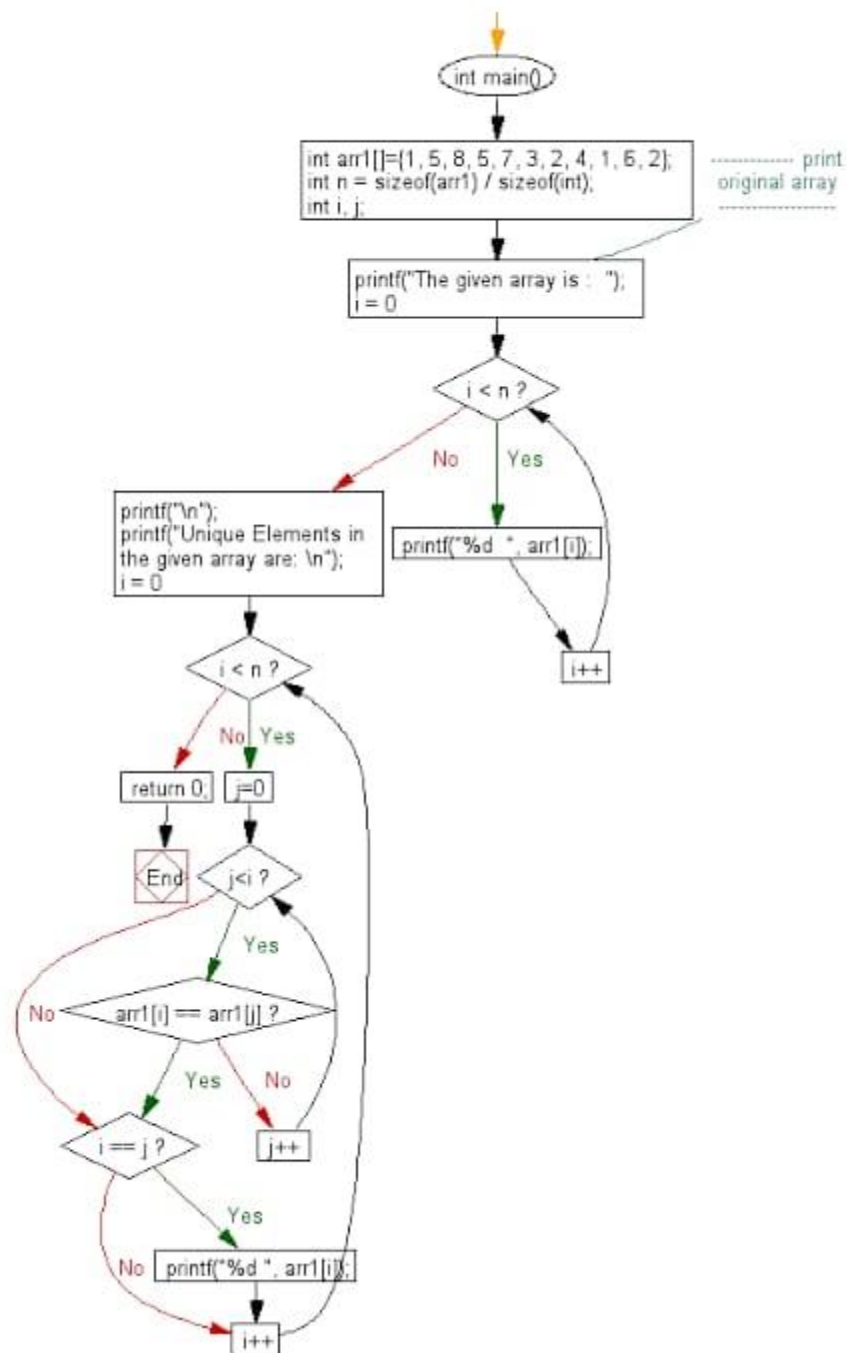 int main()
int arr1[]={1, 5, 8, 5, 7, 3, 2, 4, 1, 6, 2};
int n = sizeof(arr1) / sizeof(int);
int i, j;
------------ print
original array
-----------------
printf("The given array is :  ");
i = 0
i < n ?
No
Yes
printf("\n");
printf("Unique Elements in
the given array are: \n");
i = 0
printf("%d  ", arr1[i]);
i++
i < n ?
No
Yes
return 0;
j=0
End
j<i ?
Yes
No
arr1[i] == arr1[j] ?
Yes
No
i == j ?
j++
Yes
No
printf("%d ", arr1[i]);
i++